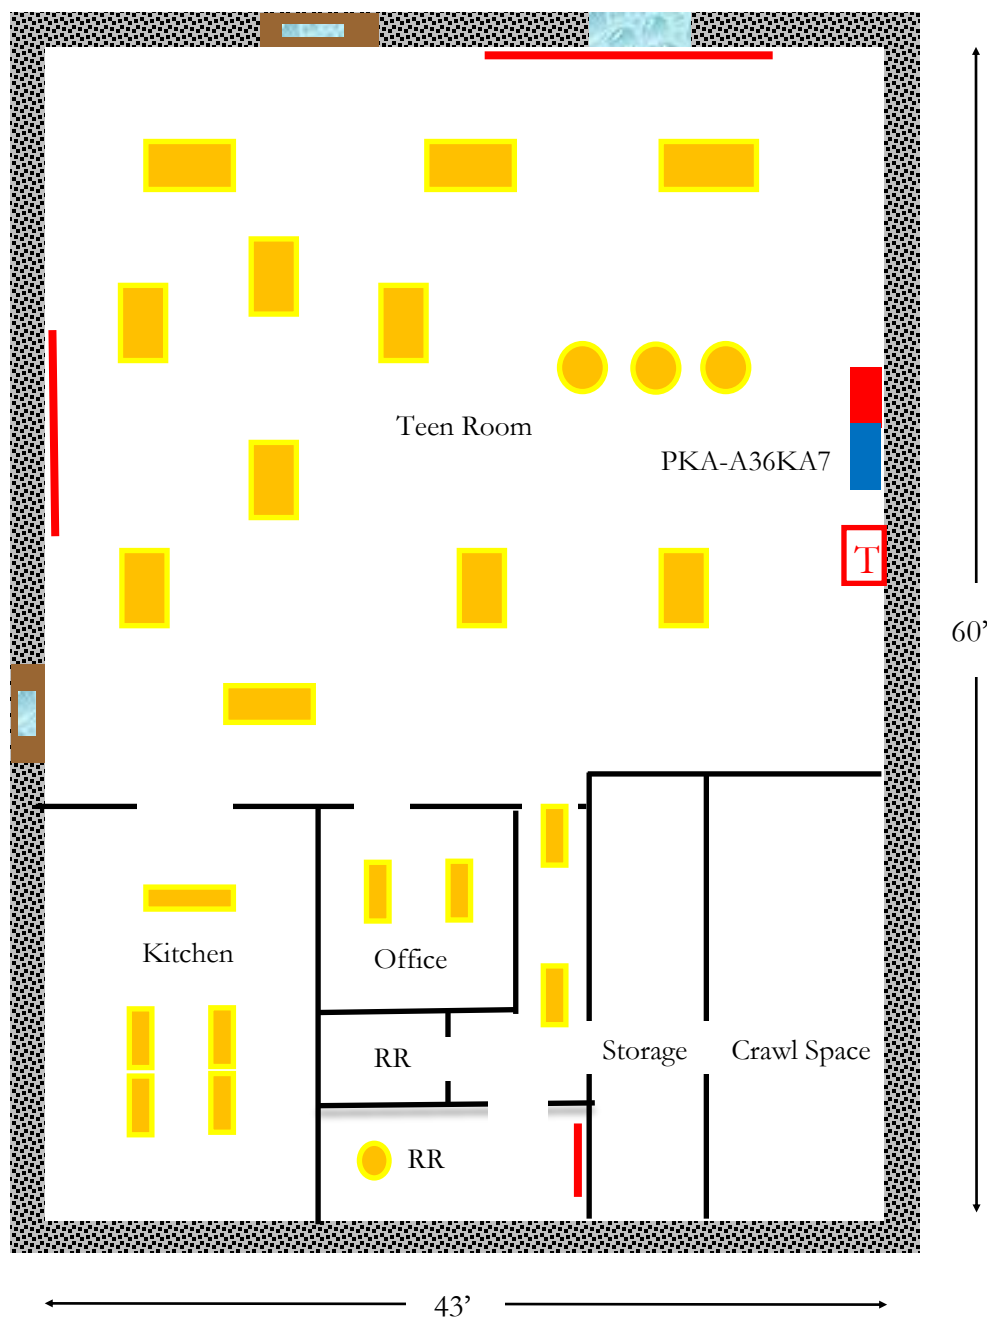 Teen Room
PKA-A36KA7
T
60’
Kitchen
Office
RR
Storage
Crawl Space
RR
43’